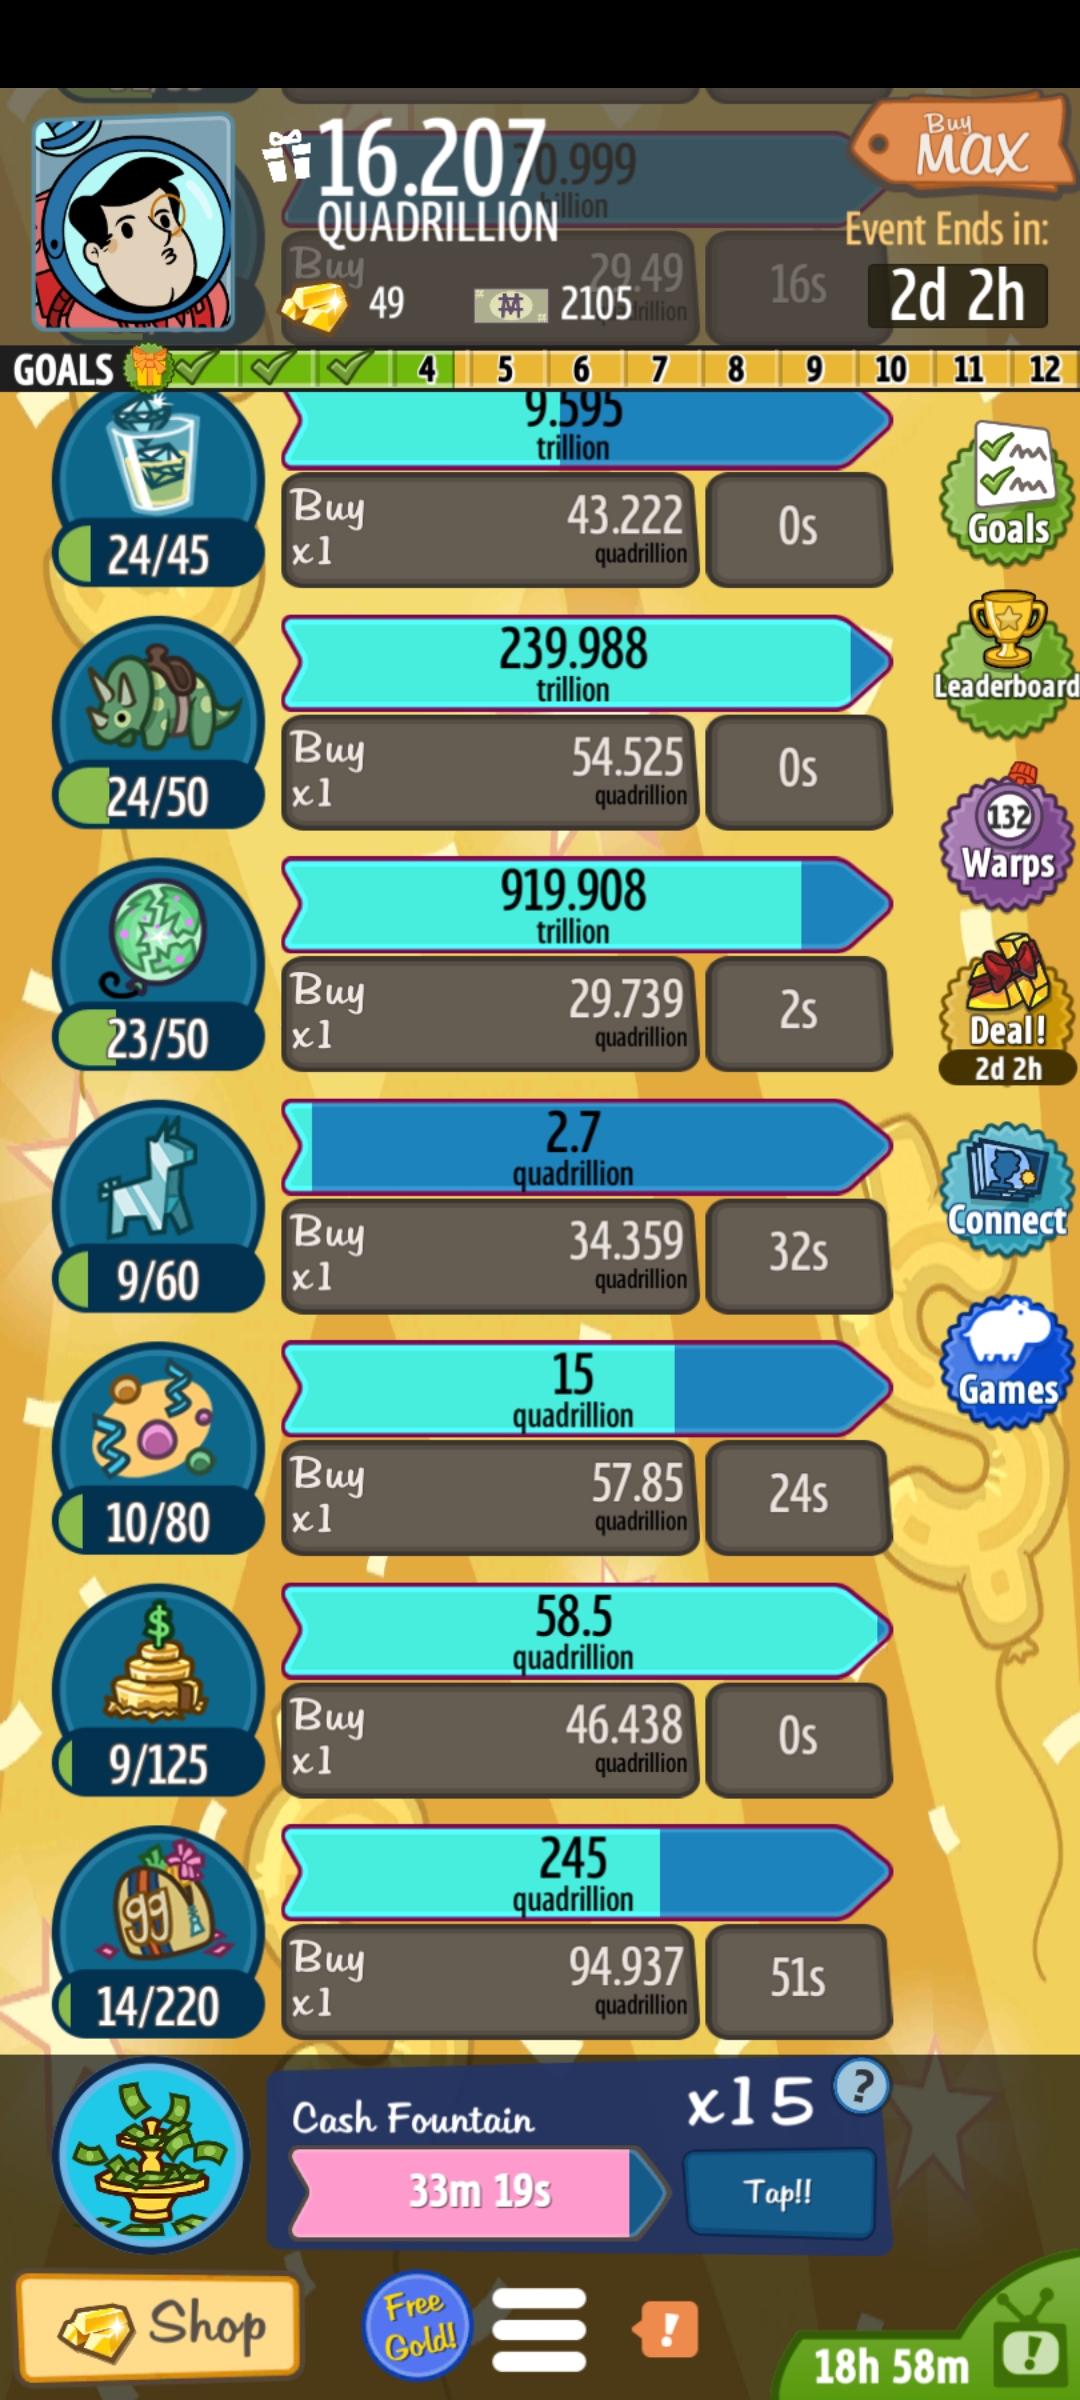 16.207
QUADRILLION
Buy
MAX
30.999
Event Ends in:
Buy
29.49
16s
49
2105
2d 2h
GOALS
4
5
6
7
8
9
10
11
12
9.595
trillion
24/45
Buy
x1
43.222
quadrillion
0s
Goals
239.988
trillion
Leaderboard
24/50
Buy
x1
54.525
quadrillion
0s
132
Warps
919.908
trillion
23/50
Buy
x1
29.739
quadrillion
2s
Deal!
2d 2h
2.7
quadrillion
9/60
Buy
x1
34.359
quadrillion
32s
Connect
15
quadrillion
10/80
Buy
x1
57.85
quadrillion
24s
Games
$
58.5
quadrillion
9/125
Buy
x1
46.438
quadrillion
0s
99
245
quadrillion
14/220
Buy
x1
94.937
quadrillion
51s
Cash Fountain
x15
?
33m 19s
Tap!!
Shop
Free
Gold!
!
18h 58m
!